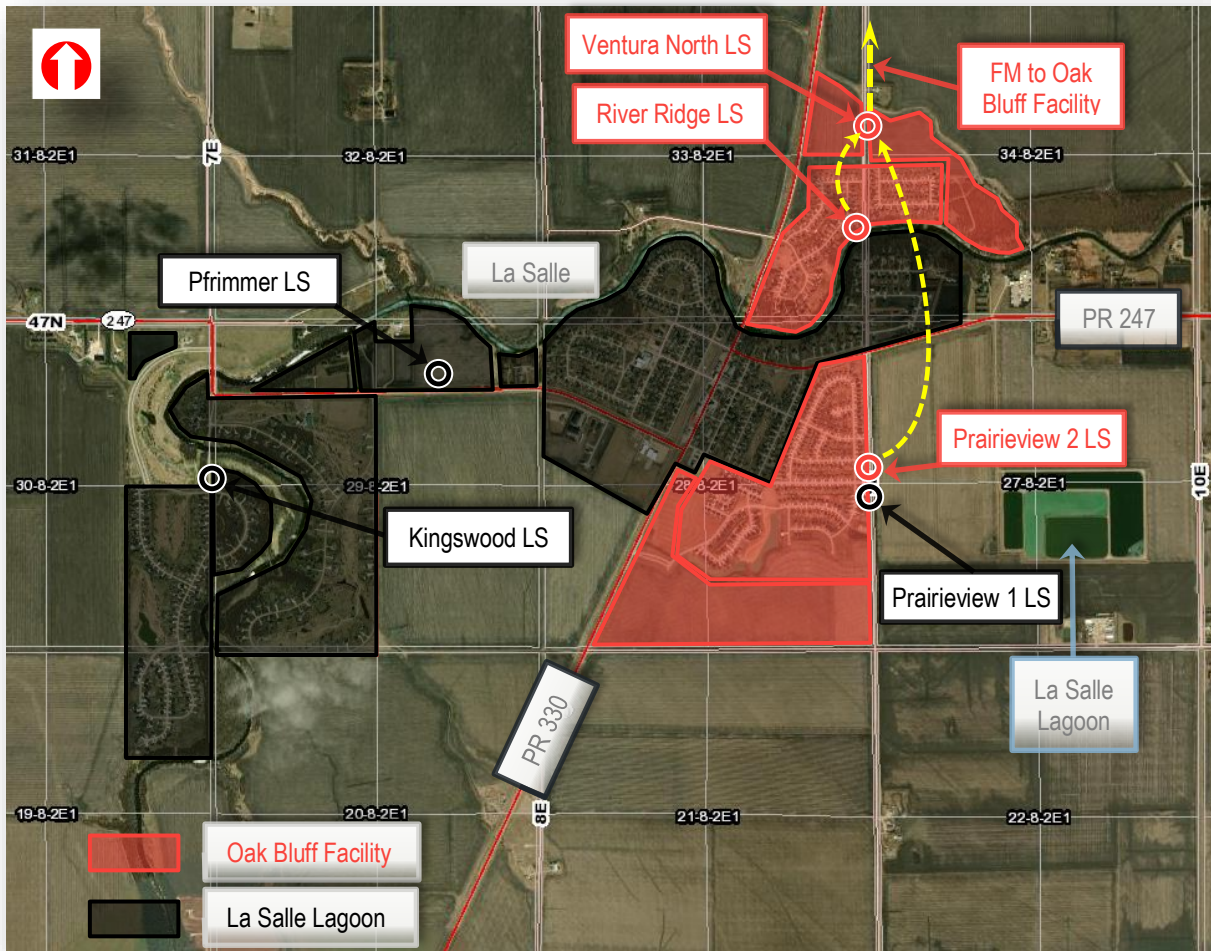 Ventura North LS
FM to Oak
Bluff Facility
River Ridge LS
7E
31-8-2E1
32-8-2E1
33-8-2E1
34-8-2E1
La Salle
Pfrimmer LS
47N
247
PR 247
Prairieview 2 LS
30-8-2E1
29-8-2E1
28-8-2E1
27-8-2E1
10E
Kingswood LS
Prairieview 1 LS
La Salle
Lagoon
PR 330
8E
19-8-2E1
20-8-2E1
21-8-2E1
22-8-2E1
Oak Bluff Facility
La Salle Lagoon